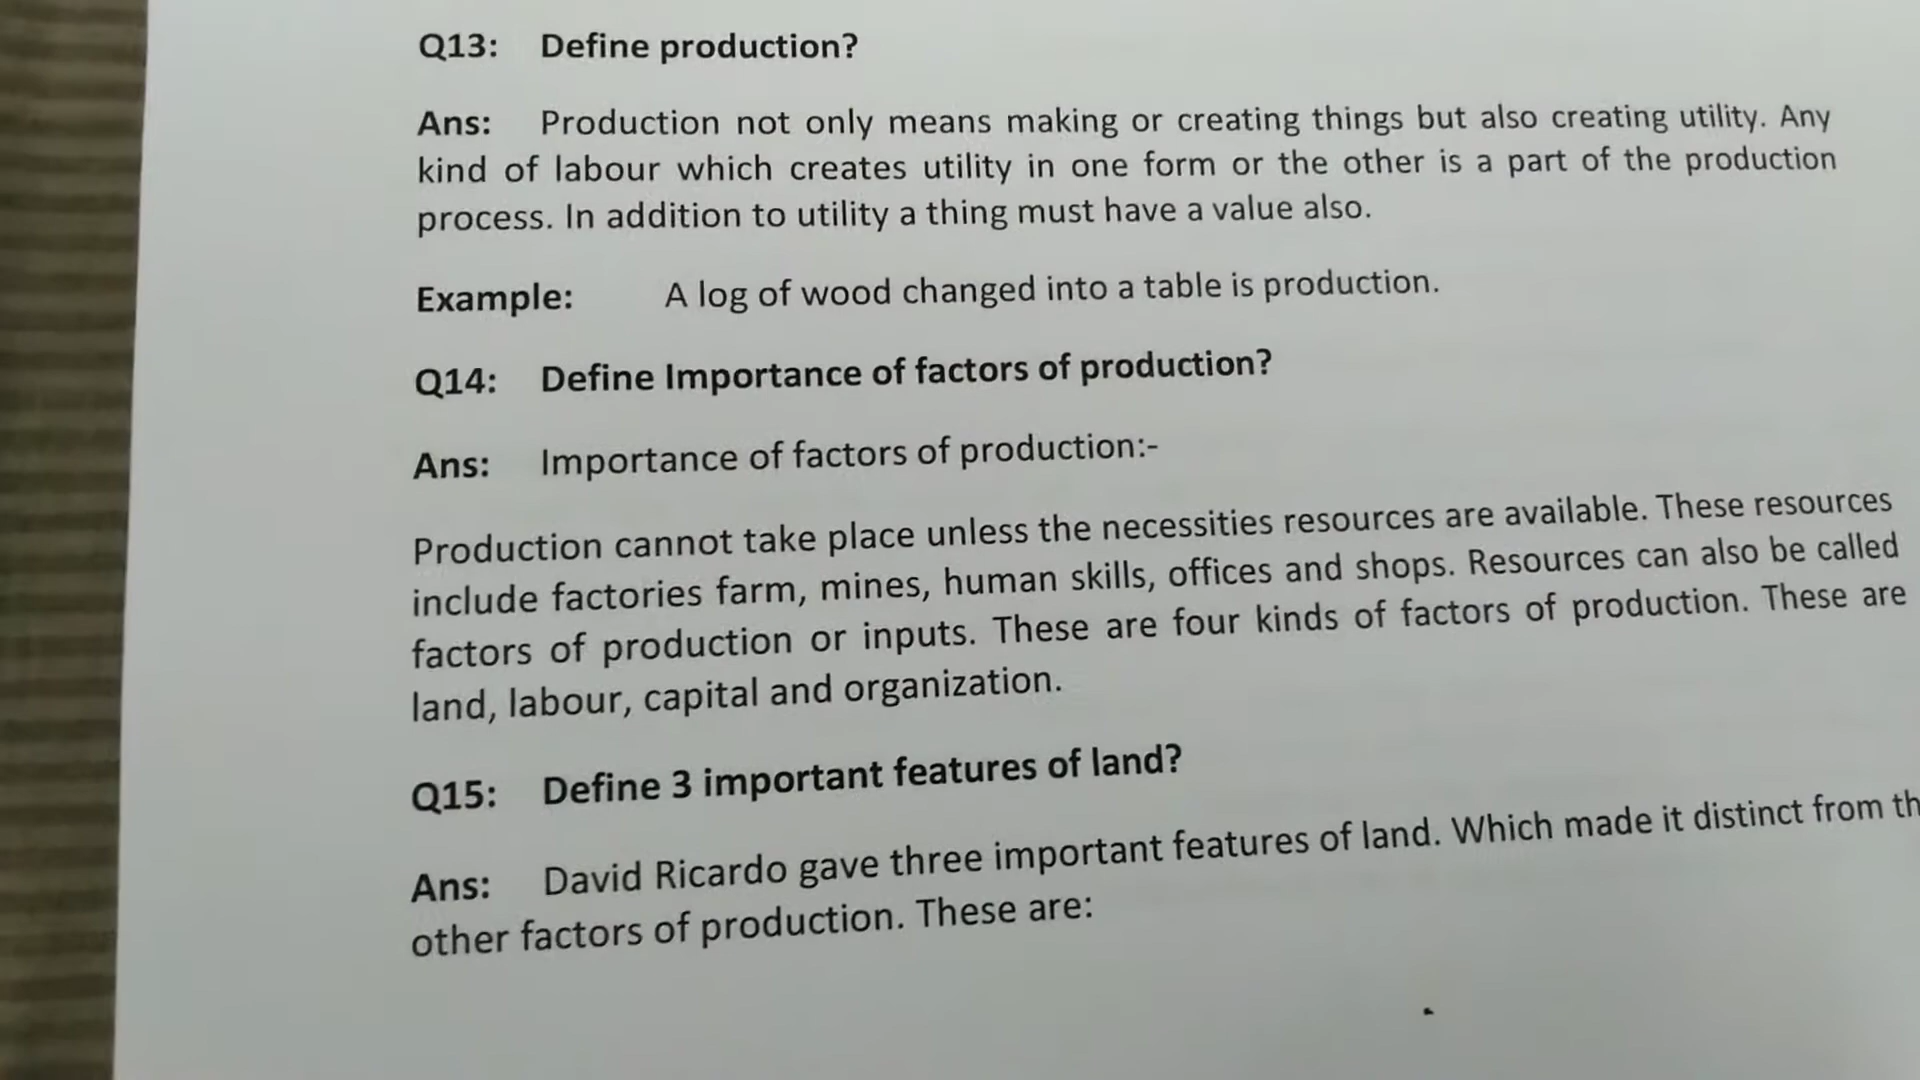 Q13: Define production?
Ans: Production not only means making or creating things but also creating utility. Any
kind of labour which creates utility in one form or the other is a part of the production
process. In addition to utility a thing must have a value also.
Example: A log of wood changed into a table is production.
Q14: Define Importance of factors of production?
Ans: Importance of factors of production:-
Production cannot take place unless the necessities resources are available. These resources
include factories farm, mines, human skills, offices and shops. Resources can also be called
factors of production or inputs. These are four kinds of factors of production. These are
land, labour, capital and organization.
Q15: Define 3 important features of land?
Ans: David Ricardo gave three important features of land. Which made it distinct from
other factors of production. These are: